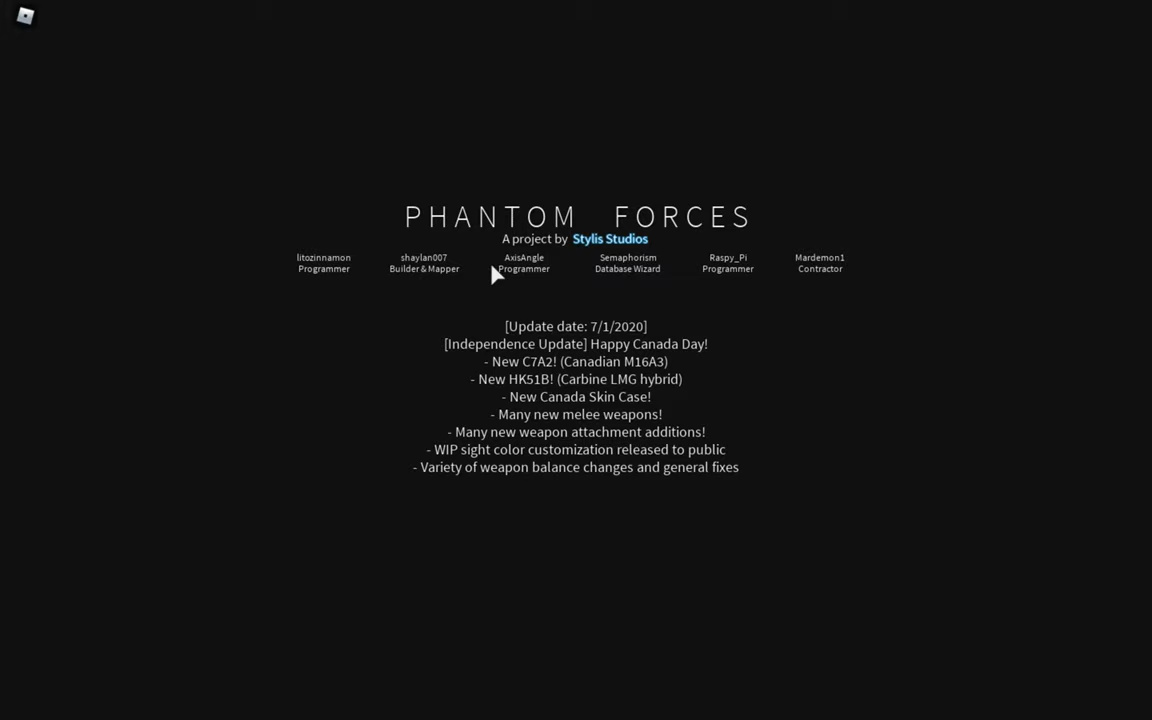 PHANTOM FORCES
A project by Stylis Studios
litozinnamon shaylan007 AxisAngle Semaphorism Raspy_Pi Mardemon1
Programmer Builder & Mapper Programmer Database Wizard Programmer Contractor
[Update date: 7/1/2020]
[Independence Update] Happy Canada Day!
- New C7A2! (Canadian M16A3)
- New HK51B! (Carbine LMG hybrid)
- New Canada Skin Case!
- Many new melee weapons!
- Many new weapon attachment additions!
- WIP sight color customization released to public
- Variety of weapon balance changes and general fixes